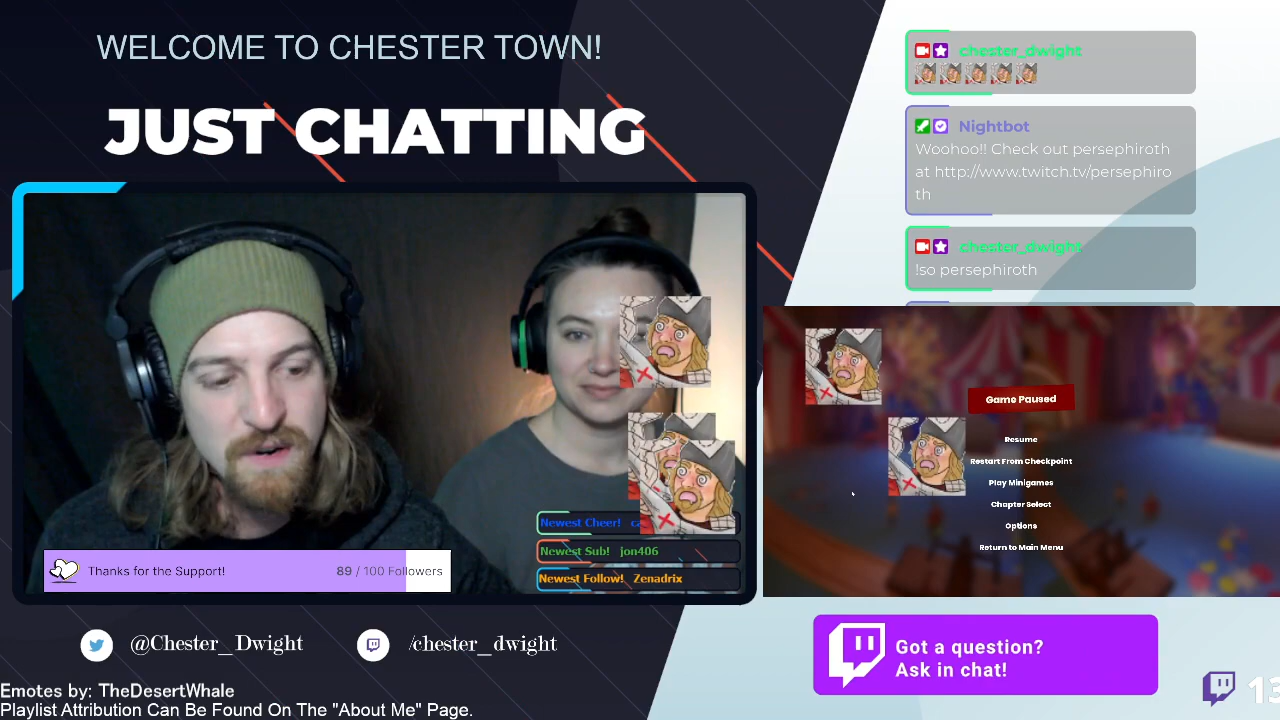 WELCOME TO CHESTER TOWN!
JUST CHATTING
chester_dwight
Nightbot
Woohoo!! Check out persephiroth
at http://www.twitch.tv/persephiro
th
chester_dwight
!so persephiroth
Game Paused
Resume
Restart From Checkpoint
Play Minigames
Chapter Select
Options
Return to Main Menu
Newest Cheer!
Newest Sub! jon406
Newest Follow! Zenadrix
Thanks for the Support! 89 / 100 Followers
@Chester_Dwight /chester_dwight
Got a question?
Ask in chat!
13
Emotes by: TheDesertWhale
Playlist Attribution Can Be Found On The "About Me" Page.